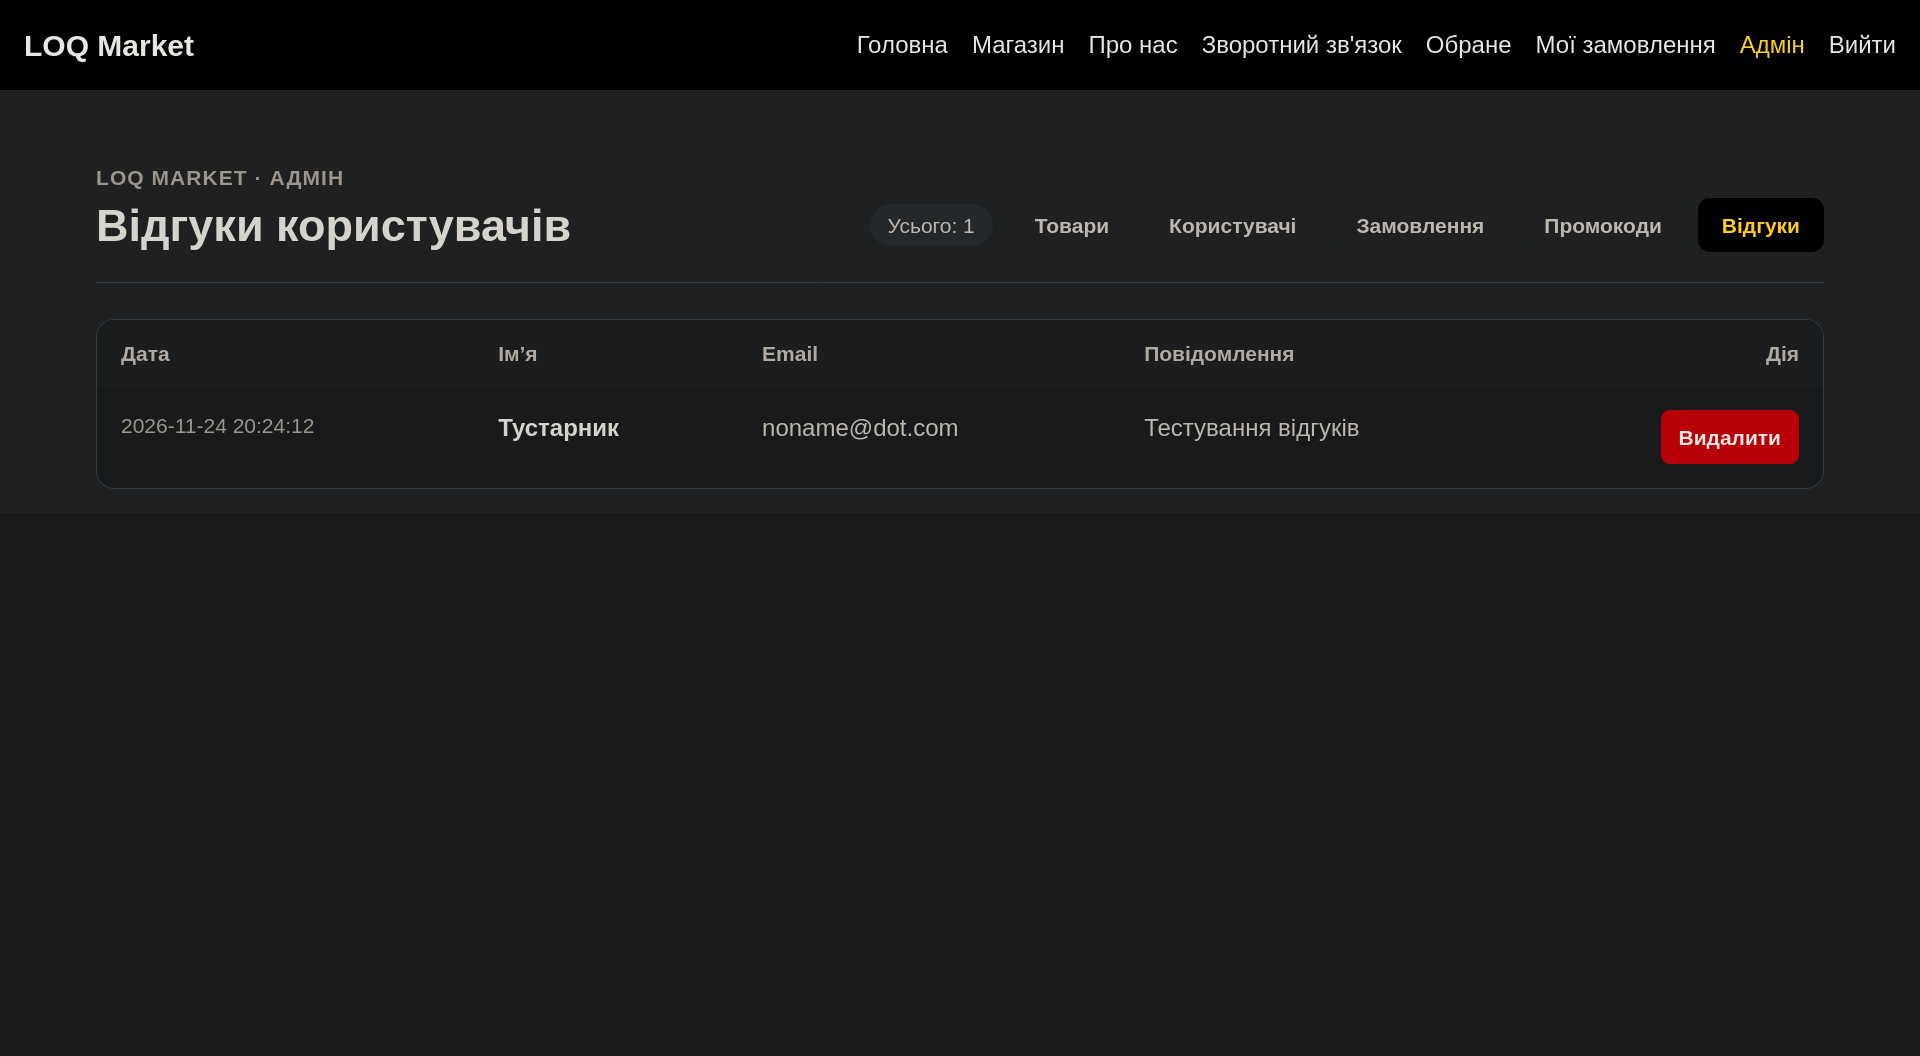 LOQ Market
Головна Магазин Про нас Зворотний зв'язок Обране Мої замовлення Адмін Вийти
LOQ MARKET · АДМІН
Відгуки користувачів
Усього: 1 Товари Користувачі Замовлення Промокоди Відгуки
Дата Ім’я Email Повідомлення Дія
2026-11-24 20:24:12 Тустарник noname@dot.com Тестування відгуків Видалити